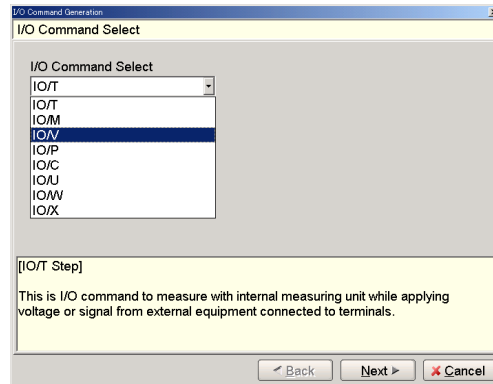 I/O Command Generation
I/O Command Select
I/O Command Select
IO/T
IO/T
IO/M
IO/V
IO/P
IO/C
IO/U
IO/W
IO/X
[IO/T Step]
This is I/O command to measure with internal measuring unit while applying
voltage or signal from external equipment connected to terminals.
Back Next Cancel